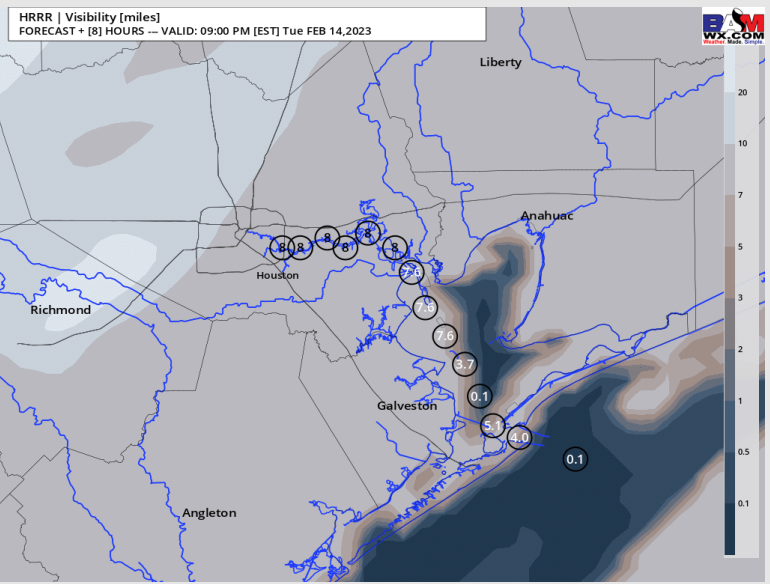 HRRR | Visibility [miles]
FORECAST + [8] HOURS --- VALID: 09:00 PM [EST] Tue FEB 14,2023
BAM
WX.COM
Weather. Made. Simple.
Liberty
20
10
7
Anahuac
8
8
8
8
8
8
5
Houston
7.6
3
Richmond
7.6
7.6
2
3.7
0.1
1
Galveston
5.1
4.0
0.5
0.1
0.1
Angleton